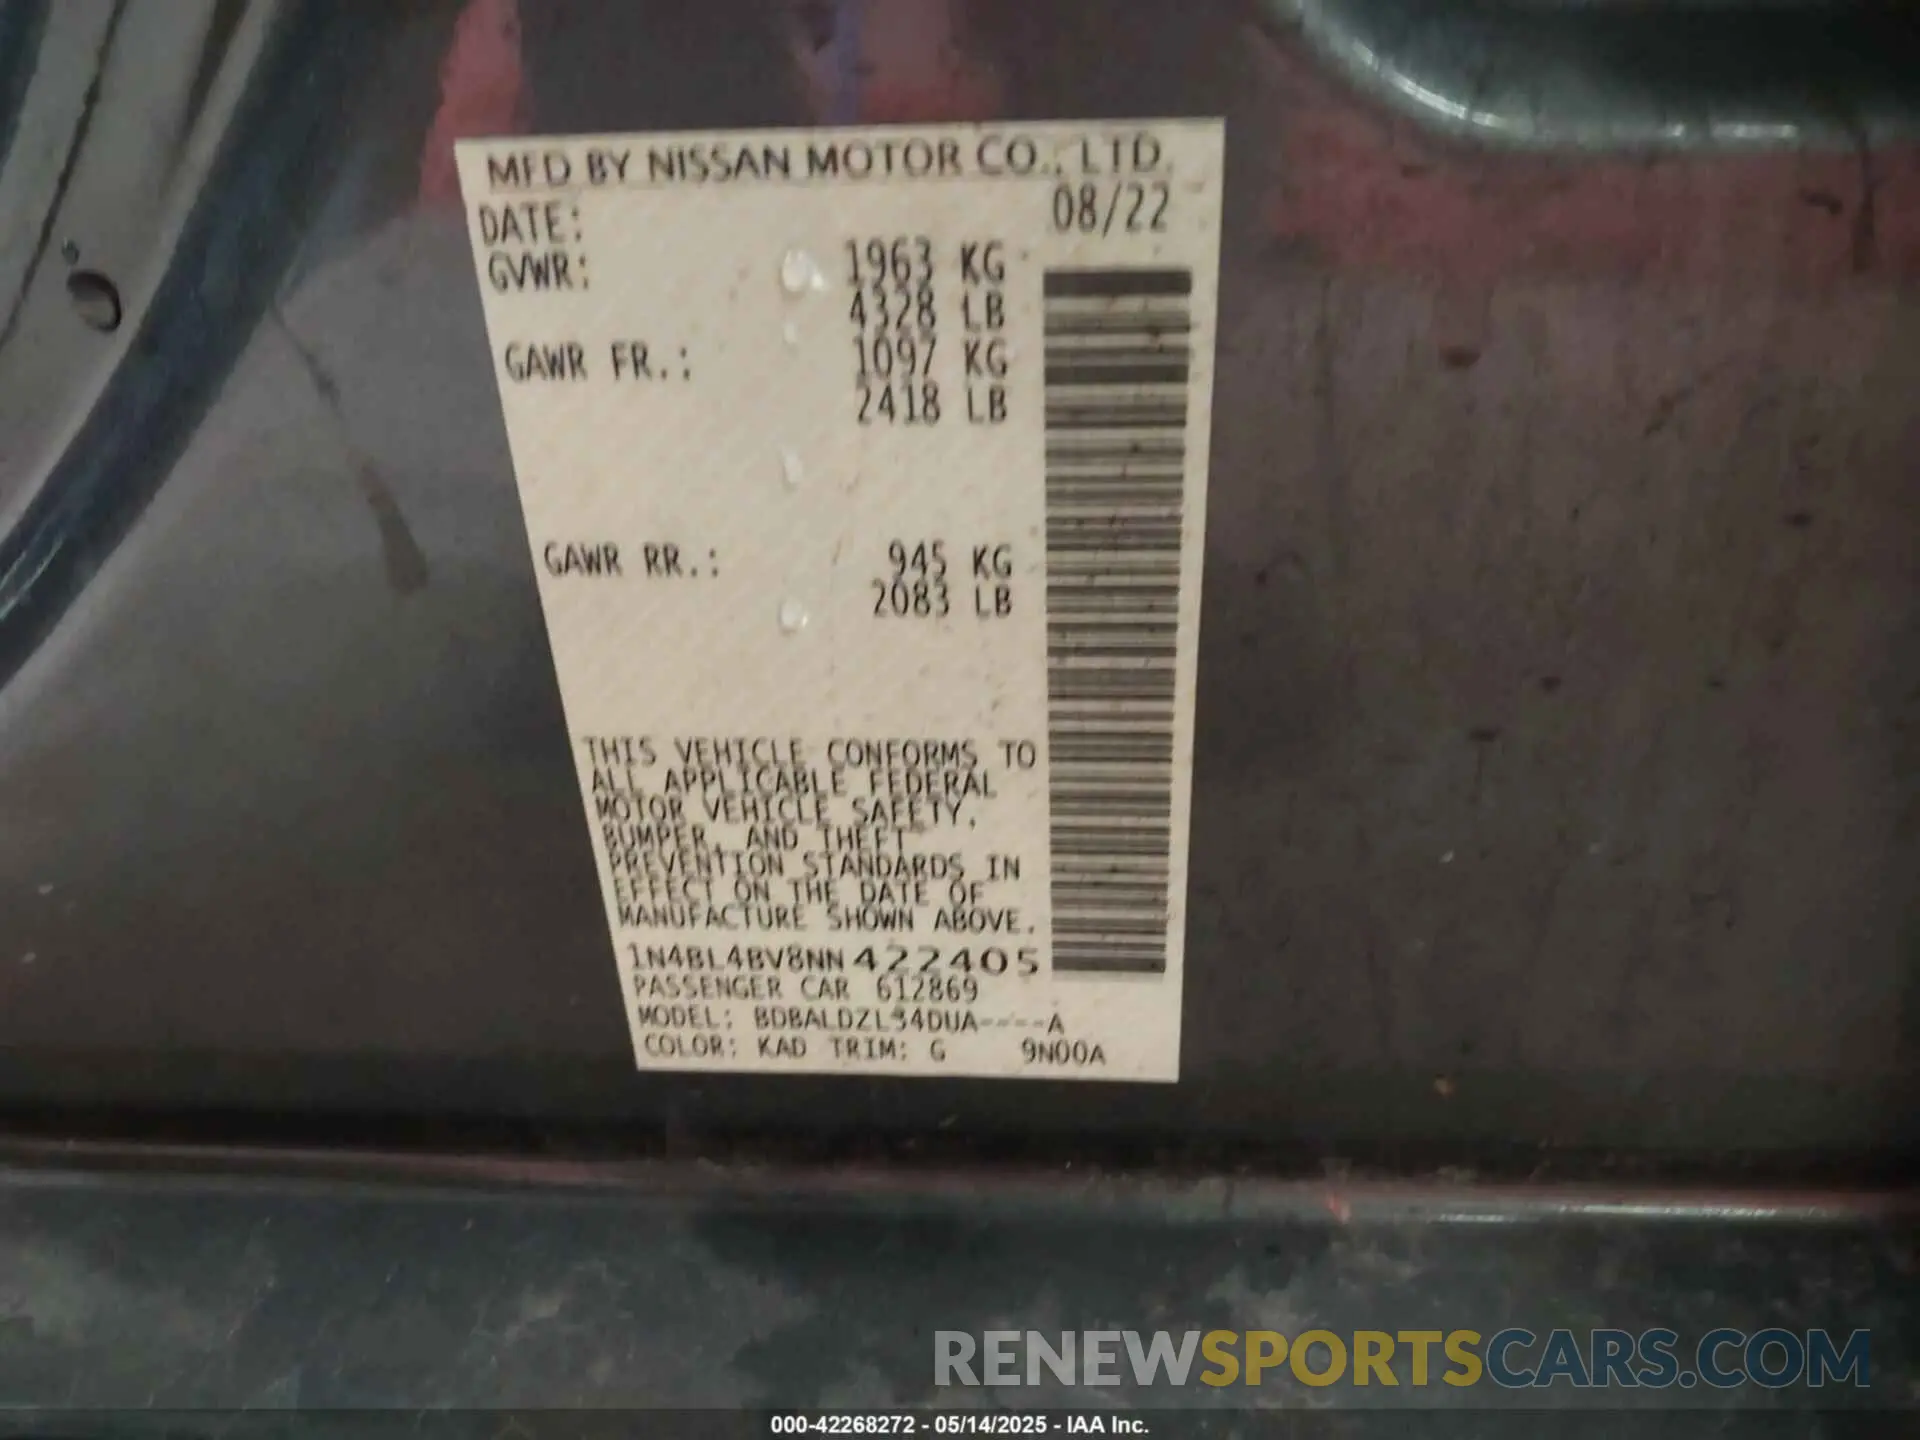 MFD BY NISSAN MOTOR CO., LTD.
DATE: 08/22
GVWR: 1963 KG
4328 LB
GAWR FR.: 1097 KG
2418 LB
GAWR RR.: 945 KG
2083 LB
THIS VEHICLE CONFORMS TO
ALL APPLICABLE FEDERAL
MOTOR VEHICLE SAFETY,
BUMPER, AND THEFT
PREVENTION STANDARDS IN
EFFECT ON THE DATE OF
MANUFACTURE SHOWN ABOVE.
1N4BL4BV8NN422405
PASSENGER CAR 612869
MODEL: BDBALDZL34DUA----A
COLOR: KAD TRIM: G 9N00A
RENEWSPORTSCARS.COM
000-42268272 - 05/14/2025 - IAA Inc.